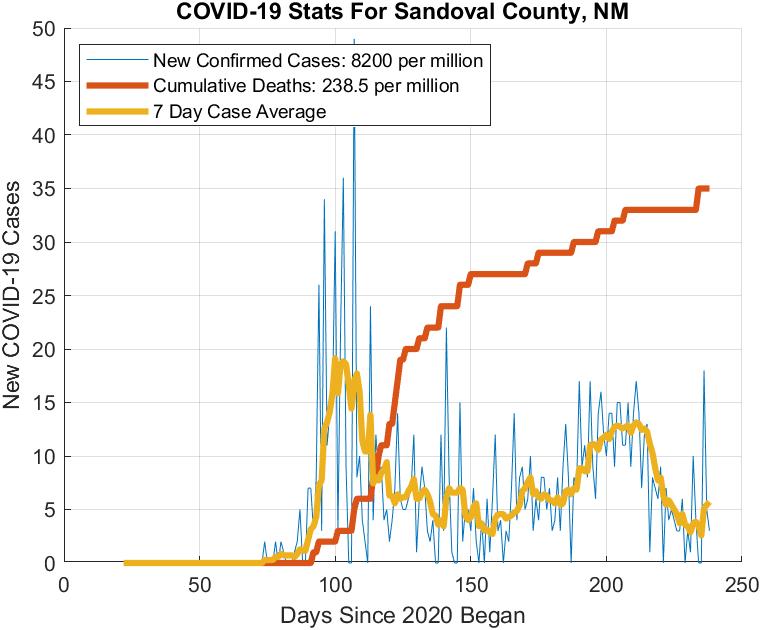 COVID-19 Stats For Sandoval County, NM
New Confirmed Cases: 8200 per million
Cumulative Deaths: 238.5 per million
7 Day Case Average
New COVID-19 Cases
50
45
40
35
30
25
20
15
10
5
0
0 50 100 150 200 250
Days Since 2020 Began